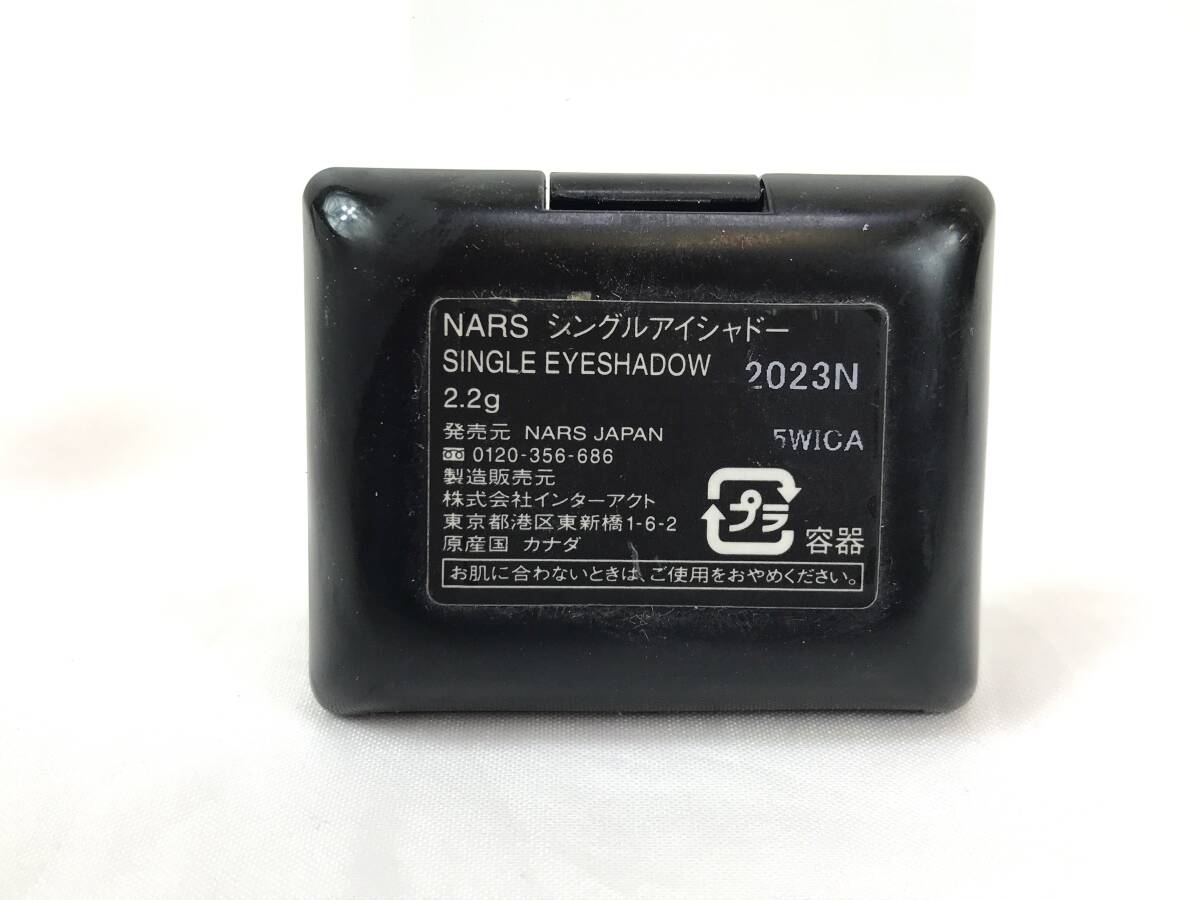 NARS シングルアイシャドー
SINGLE EYESHADOW 2023N
2.2g
発売元 NARS JAPAN 5WICA
0120-356-686
製造販売元
株式会社インターアクト
東京都港区東新橋1-6-2
原産国 カナダ
プラ 容器
お肌に合わないときは、ご使用をおやめください。